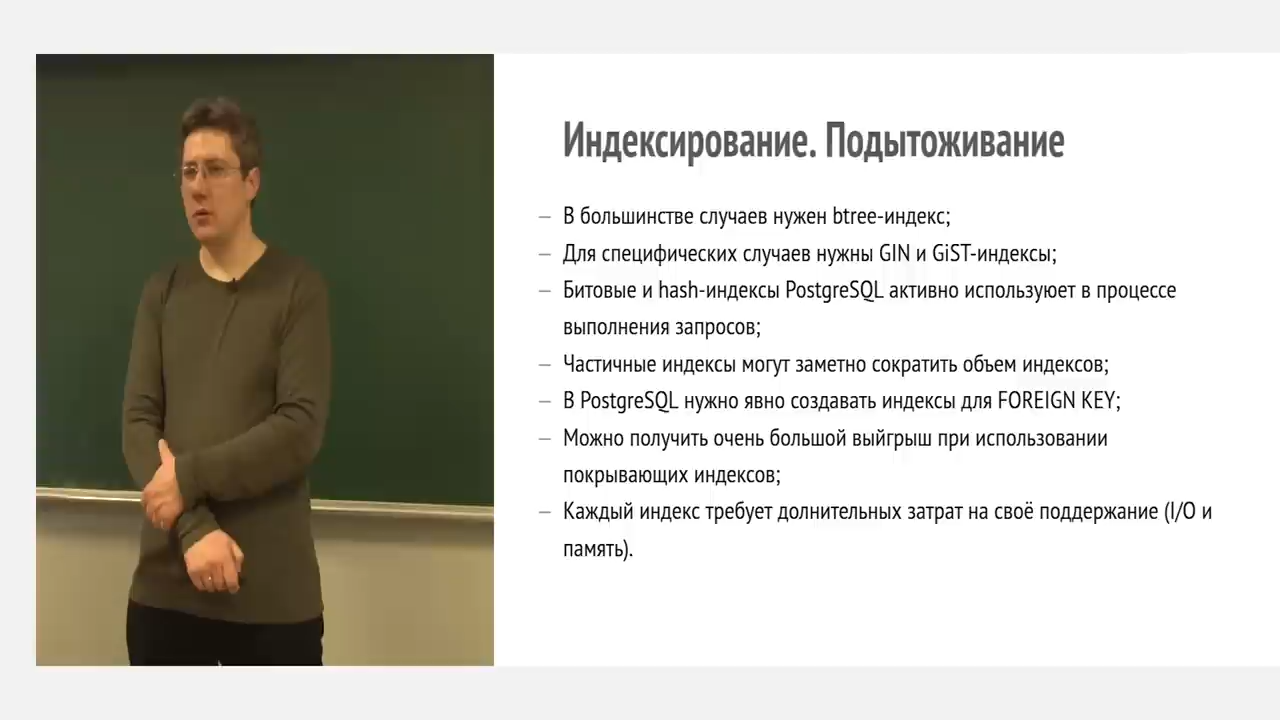 Индексирование. Подытоживание
— В большинстве случаев нужен btree-индекс;
— Для специфических случаев нужны GIN и GiST-индексы;
— Битовые и hash-индексы PostgreSQL активно используюет в процессе
выполнения запросов;
— Частичные индексы могут заметно сократить объем индексов;
— В PostgreSQL нужно явно создавать индексы для FOREIGN KEY;
— Можно получить очень большой выйгрыш при использовании
покрывающих индексов;
— Каждый индекс требует долнительных затрат на своё поддержание (I/O и
память).